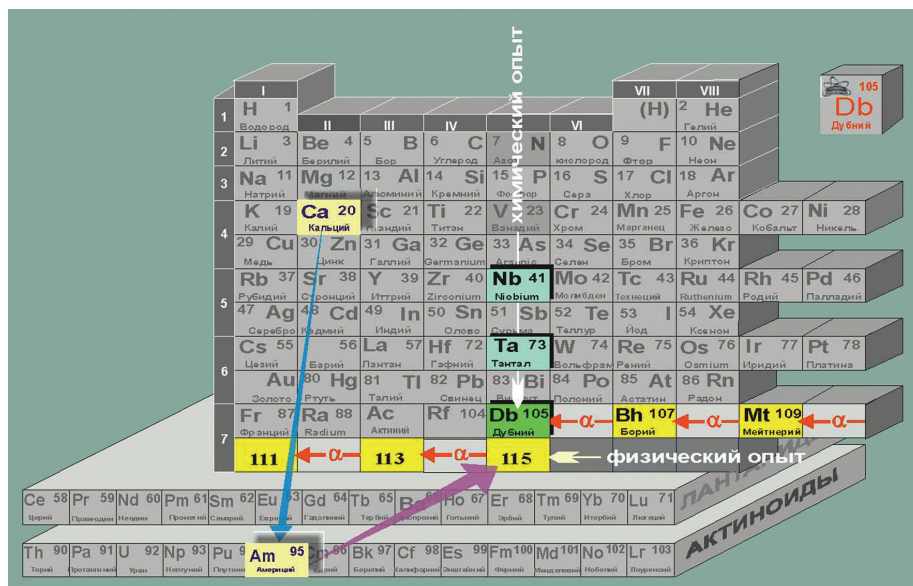 химический опыт
I VII VIII
II III IV VI
105
Db
Дубний
1 H 1 (H) 2 He
Водород Гелий
2 Li 3 Be 4 5 B 6 C 7 N 8 O 9 F 10 Ne
Литий Берилий Бор Углерод кислород Фтор Неон
3 Na 11 Mg 12 13 Al 14 Si 15 P 16 S 17 Cl 18 Ar
Натрий Магний Алюминий Кремний Сера Хлор Аргон
4 K 19 Ca 20 Sc 21 Ti 22 V 23 Cr 24 Mn 25 Fe 26 Co 27 Ni 28
Калий Кальций Титан Ванадий Хром Марганец Железо Кобальт Никель
29 Cu 30 Zn 31 Ga 32 Ge 33 As 34 Se 35 Br 36 Kr
Медь Цинк Галлий Germanium Arsenic Селен Бром Криптон
5 Rb 37 Sr 38 Y 39 Zr 40 Nb 41 Mo 42 Tc 43 Ru 44 Rh 45 Pd 46
Рубидий Стронций Иттрий Zirconium Niobium Молибден Технеций Ruthenium Родий Палладий
47 Ag 48 Cd 49 In 50 Sn 51 Sb 52 Te 53 I 54 Xe
Серебро Кадмий Индий Олово Сурьма Теллур Йод Ксенон
6 Cs 55 56 La 57 Hf 72 Ta 73 W 74 Re 75 Os 76 Ir 77 Pt 78
Цезий Барий Лантан Гафний Тантал Вольфрам Рений Osmium Иридий Платина
Au 80 Hg 81 Tl 82 Pb 83 Bi 84 Po 85 At 86 Rn
Золото Ртуть Талий Свинец Полоний Астатин Радон
7 Fr 87 Ra 88 Ac Rf 104 Db 105 α Bh 107 α Mt 109 α
Франций Radium Актиний Дубний Борий Мейтнерий
111 α 113 α 115 физический опыт
Ce 58 Pr 59 Nd 60 Pm 61 Sm 62 Eu 63 Gd 64 Tb 65 66 Ho 67 Er 68 Tm 69 Yb 70 Lu 71
Церий Неодим Прометий Самарий Гадолиний Тербий Гольмий Эрбий Тулий Итербий Лютеций
ЛАНТАНИ
Th 90 Pa 91 U 92 Np 93 Pu Am 95 Cm 96 Bk 97 Cf 98 Es 99 Fm 100 Md 101 No 102 Lr 103
Торий Уран Нептуний Америций Фермий Нобелий Лоуренсий
АКТИНОИДЫ